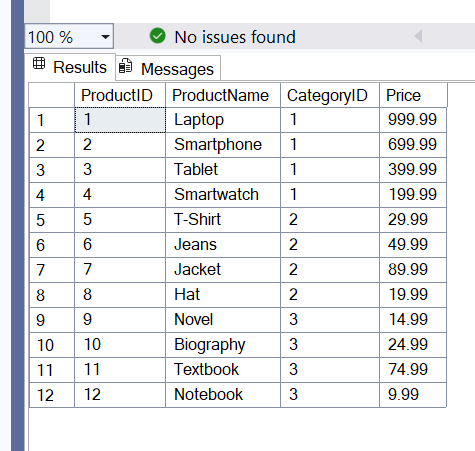 100 % No issues found
Results Messages
ProductID ProductName CategoryID Price
1 1 Laptop 1 999.99
2 2 Smartphone 1 699.99
3 3 Tablet 1 399.99
4 4 Smartwatch 1 199.99
5 5 T-Shirt 2 29.99
6 6 Jeans 2 49.99
7 7 Jacket 2 89.99
8 8 Hat 2 19.99
9 9 Novel 3 14.99
10 10 Biography 3 24.99
11 11 Textbook 3 74.99
12 12 Notebook 3 9.99